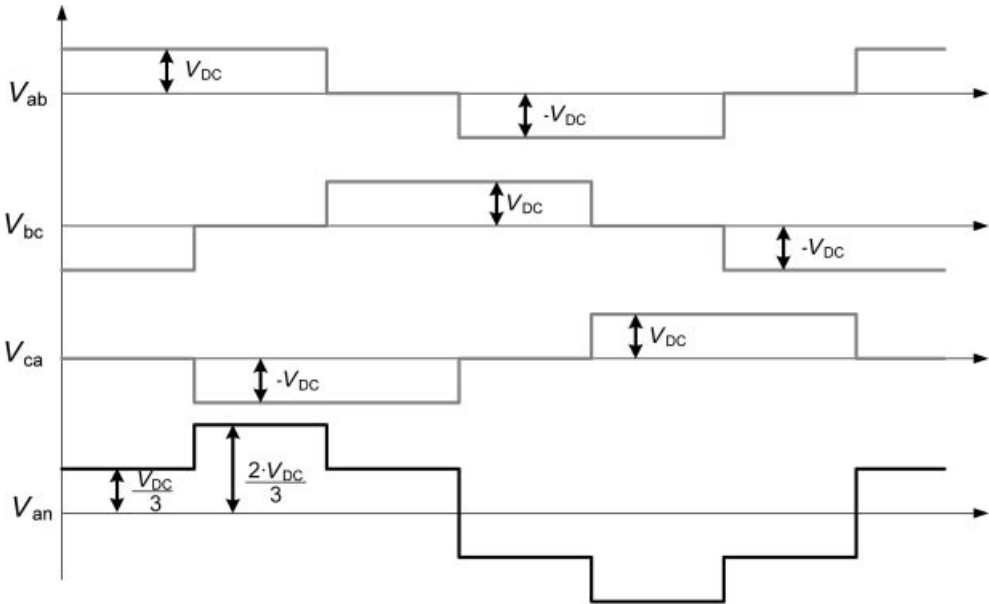 V_DC
V_ab
-V_DC
V_bc
V_DC
-V_DC
V_ca
V_DC
-V_DC
V_an
V_DC/3
2·V_DC/3